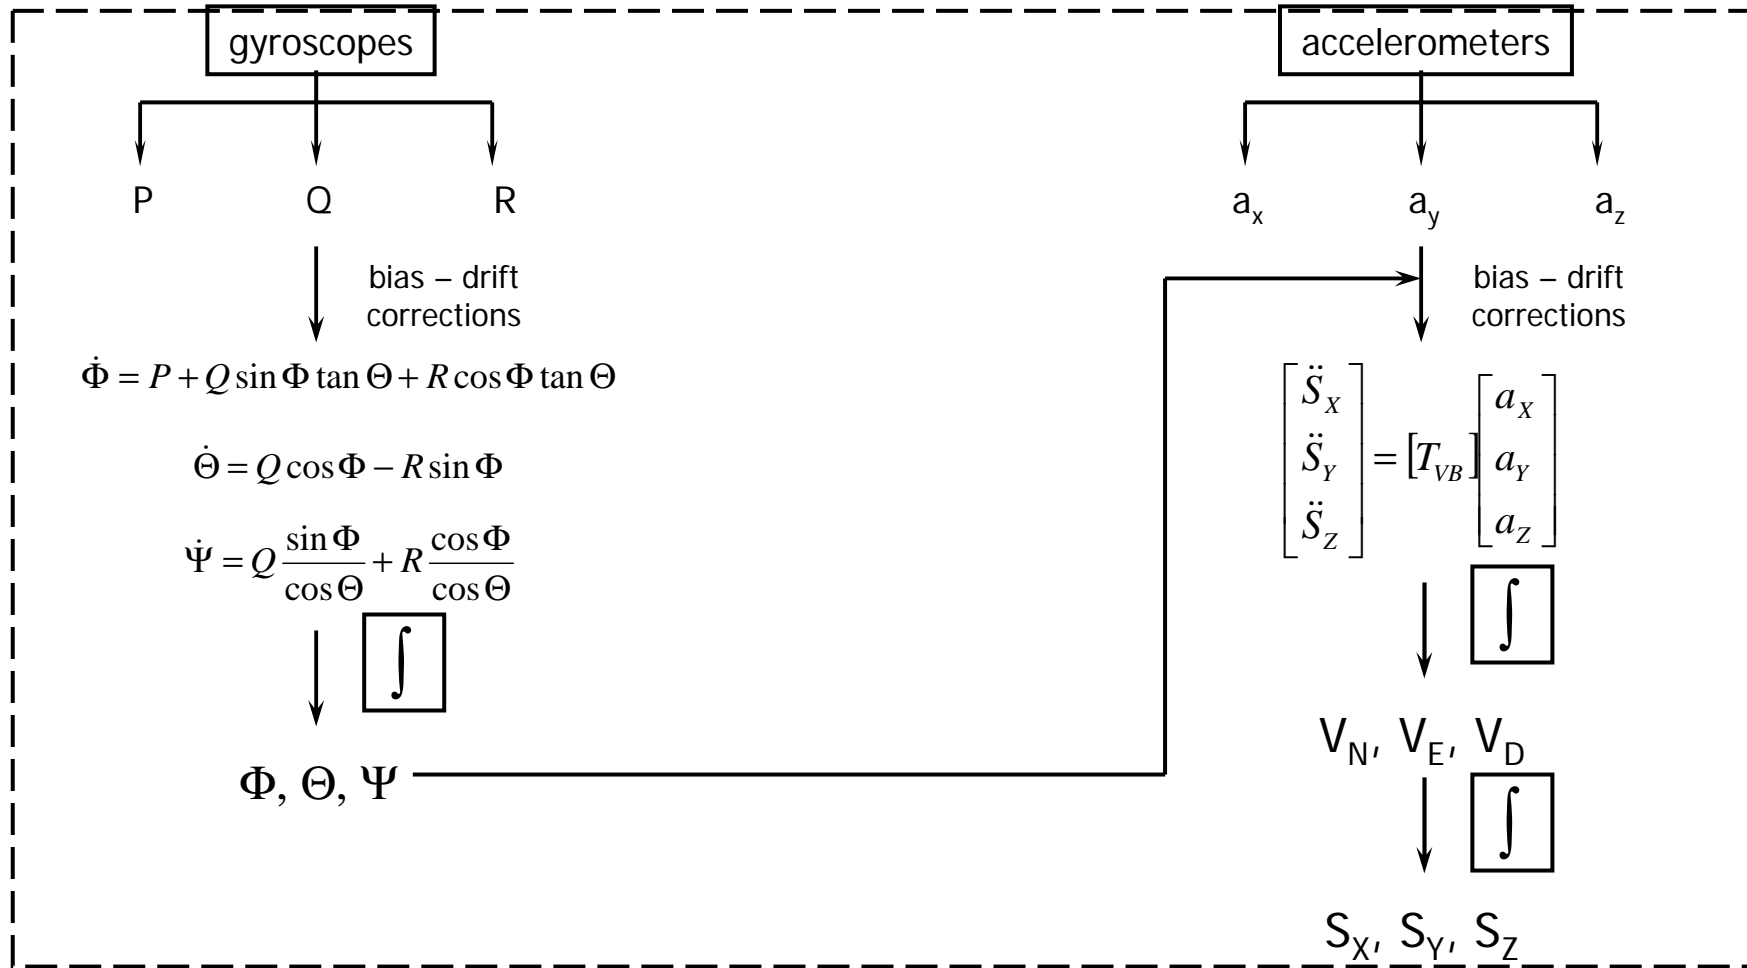 gyroscopes
P Q R
bias – drift
corrections
Φ̇ = P + Q sin Φ tan Θ + R cos Φ tan Θ
Θ̇ = Q cos Φ − R sin Φ
Ψ̇ = Q sin Φ / cos Θ + R cos Φ / cos Θ
∫
Φ, Θ, Ψ
accelerometers
a_x a_y a_z
bias – drift
corrections
[S̈_X S̈_Y S̈_Z] = [T_VB] [a_X a_Y a_Z]
∫
V_N, V_E, V_D
∫
S_X, S_Y, S_Z